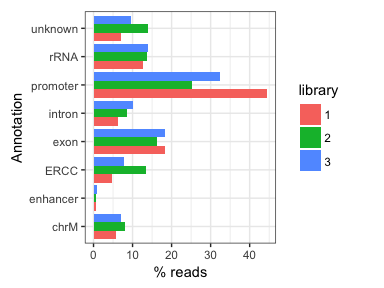 Annotation
unknown
rRNA
promoter
intron
exon
ERCC
enhancer
chrM
0 10 20 30 40
% reads
library
1
2
3